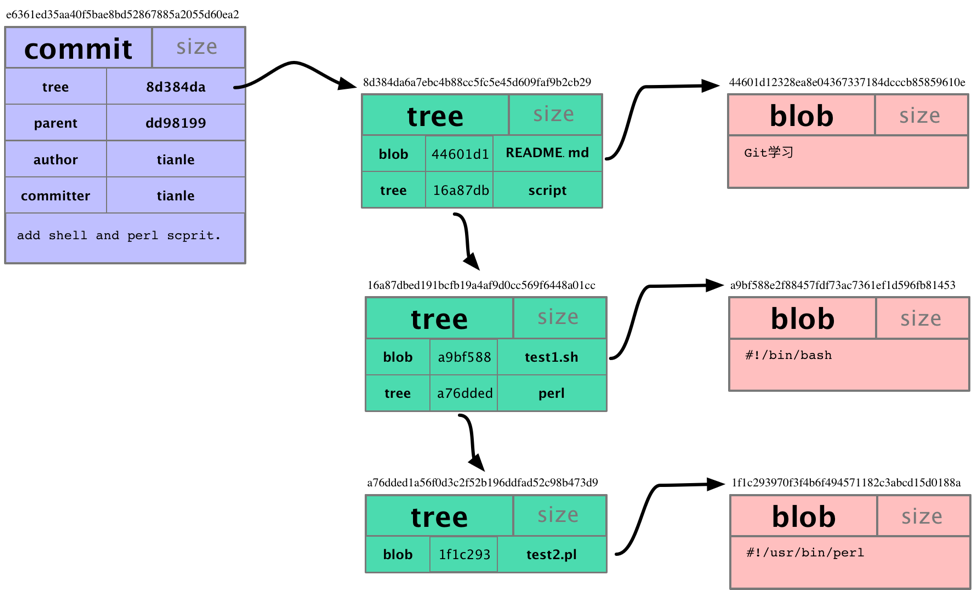 e6361ed35aa40f5bae8bd52867885a2055d60ea2
commit size
tree 8d384da
parent dd98199
author tianle
committer tianle
add shell and perl scprit.
8d384da6a7ebc4b88cc5fc5e45d609faf9b2cb29
tree size
blob 44601d1 README.md
tree 16a87db script
44601d12328ea8e04367337184dcccb85859610e
blob size
Git学习
16a87dbed191bcfb19a4af9d0cc569f6448a01cc
tree size
blob a9bf588 test1.sh
tree a76dded perl
a9bf588e2f88457fdf73ac7361ef1d596fb81453
blob size
#!/bin/bash
a76dded1a56f0d3c2f52b196ddfad52c98b473d9
tree size
blob 1f1c293 test2.pl
1f1c293970f3f4b6f494571182c3abcd15d0188a
blob size
#!/usr/bin/perl